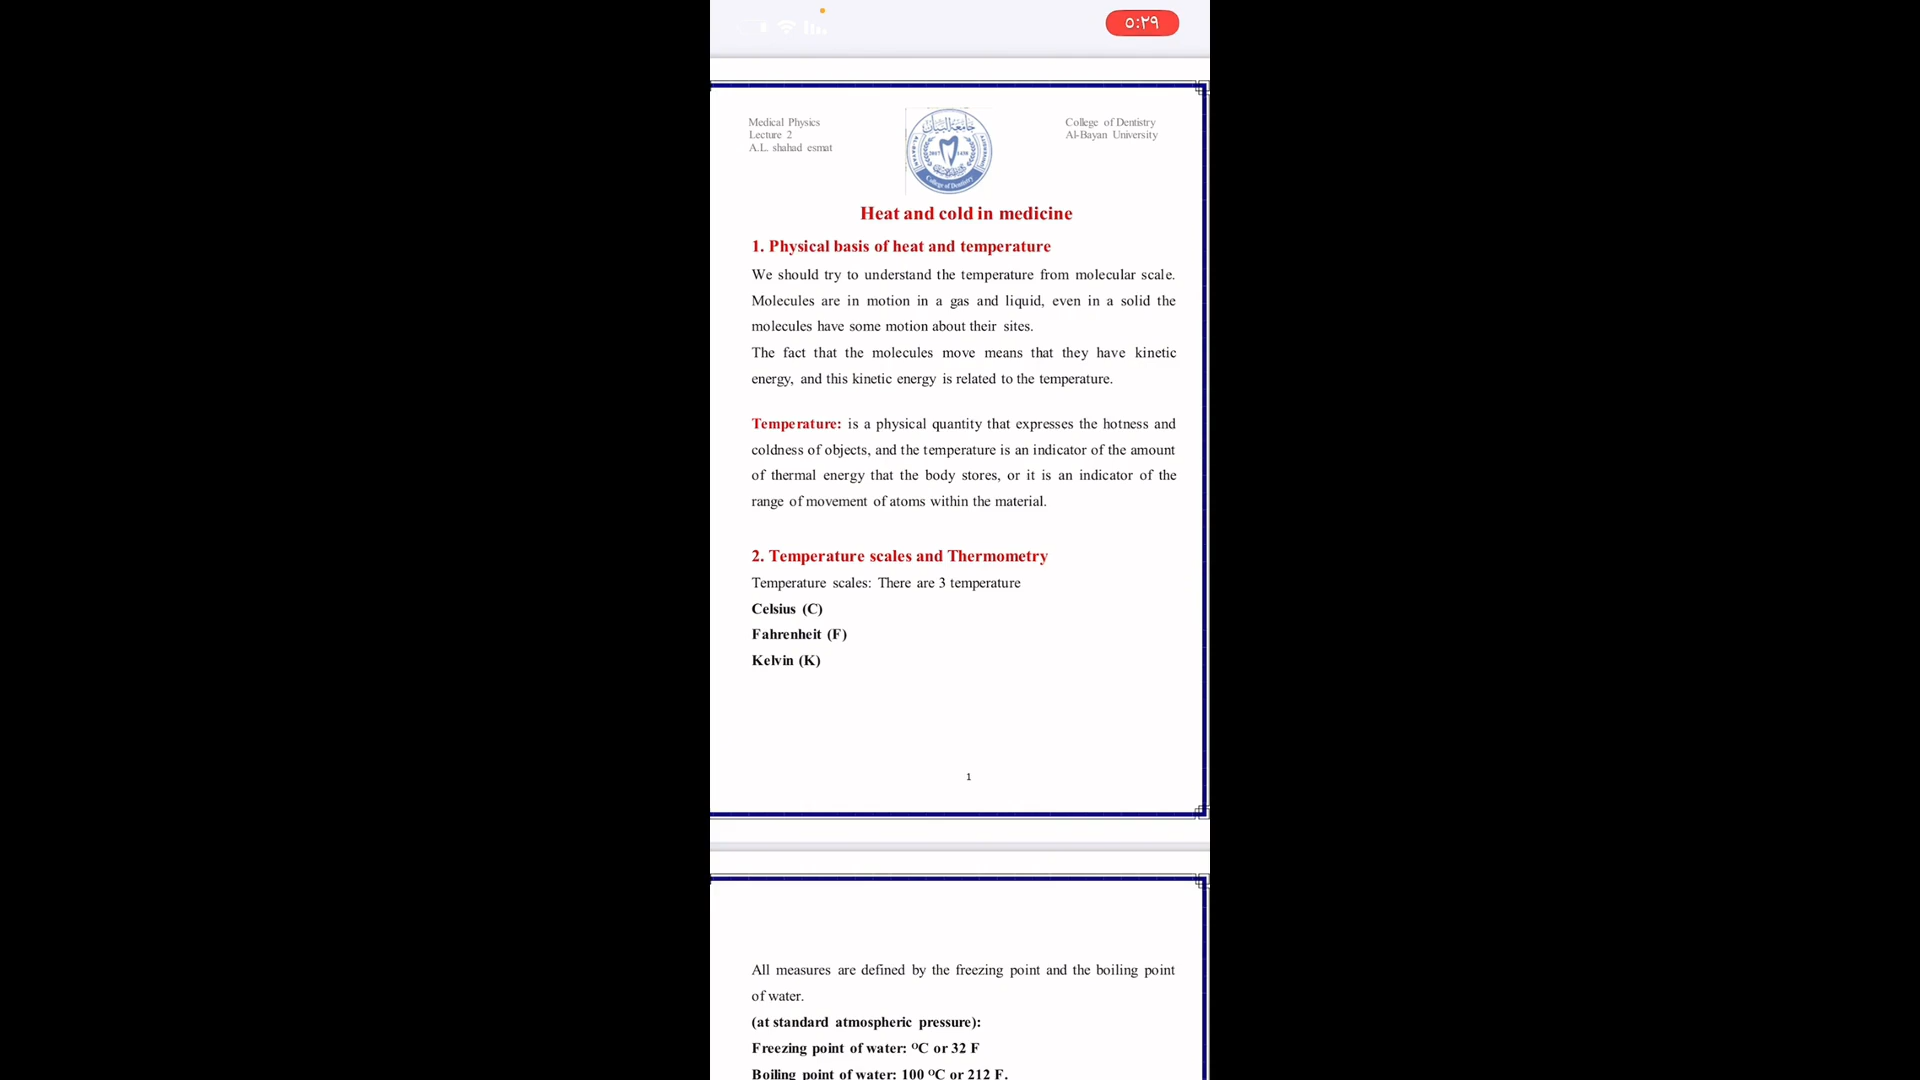 ٥:٢٩
Medical Physics
Lecture 2
A.L. shahad esmat
College of Dentistry
Al-Bayan University
جامعة البيان
2017
1438
College of Dentistry
Heat and cold in medicine
1. Physical basis of heat and temperature
We should try to understand the temperature from molecular scale.
Molecules are in motion in a gas and liquid, even in a solid the
molecules have some motion about their sites.
The fact that the molecules move means that they have kinetic
energy, and this kinetic energy is related to the temperature.
Temperature: is a physical quantity that expresses the hotness and
coldness of objects, and the temperature is an indicator of the amount
of thermal energy that the body stores, or it is an indicator of the
range of movement of atoms within the material.
2. Temperature scales and Thermometry
Temperature scales: There are 3 temperature
Celsius (C)
Fahrenheit (F)
Kelvin (K)
1
All measures are defined by the freezing point and the boiling point
of water.
(at standard atmospheric pressure):
Freezing point of water: ᴼC or 32 F
Boiling point of water: 100 ᴼC or 212 F.